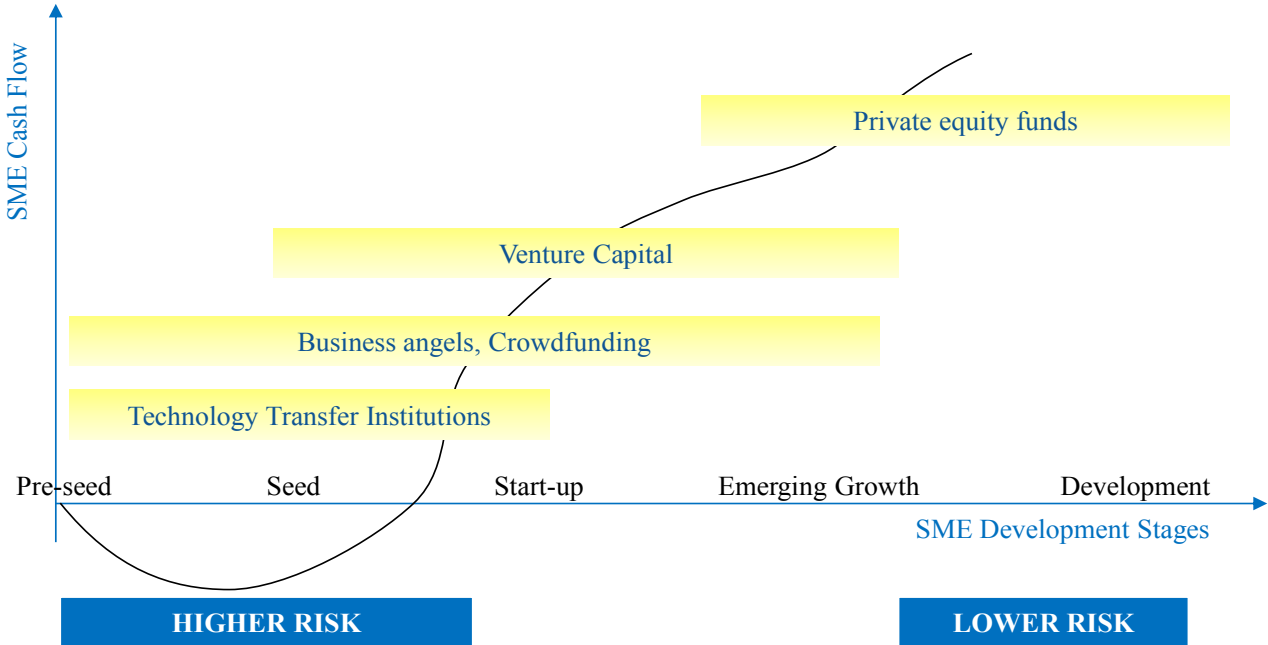 SME Cash Flow
Private equity funds
Venture Capital
Business angels, Crowdfunding
Technology Transfer Institutions
Pre-seed
Seed
Start-up
Emerging Growth
Development
SME Development Stages
HIGHER RISK
LOWER RISK